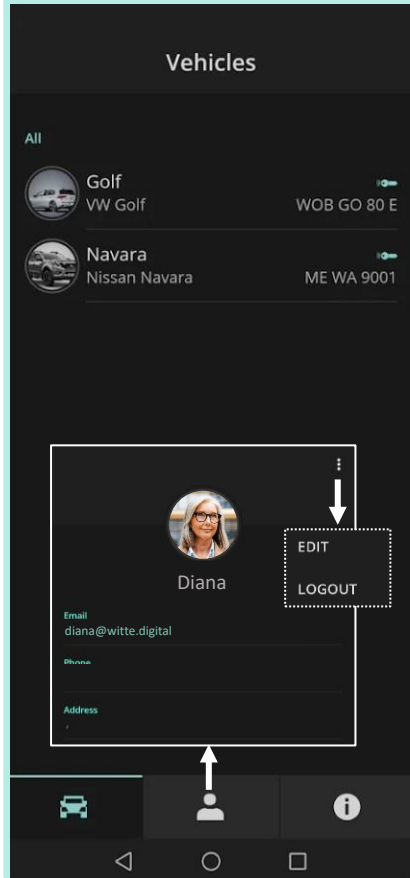 Vehicles
All
Golf
VW Golf
WOB GO 80 E
Navara
Nissan Navara
ME WA 9001
EDIT
Diana
LOGOUT
Email
diana@witte.digital
Phone
Address
,